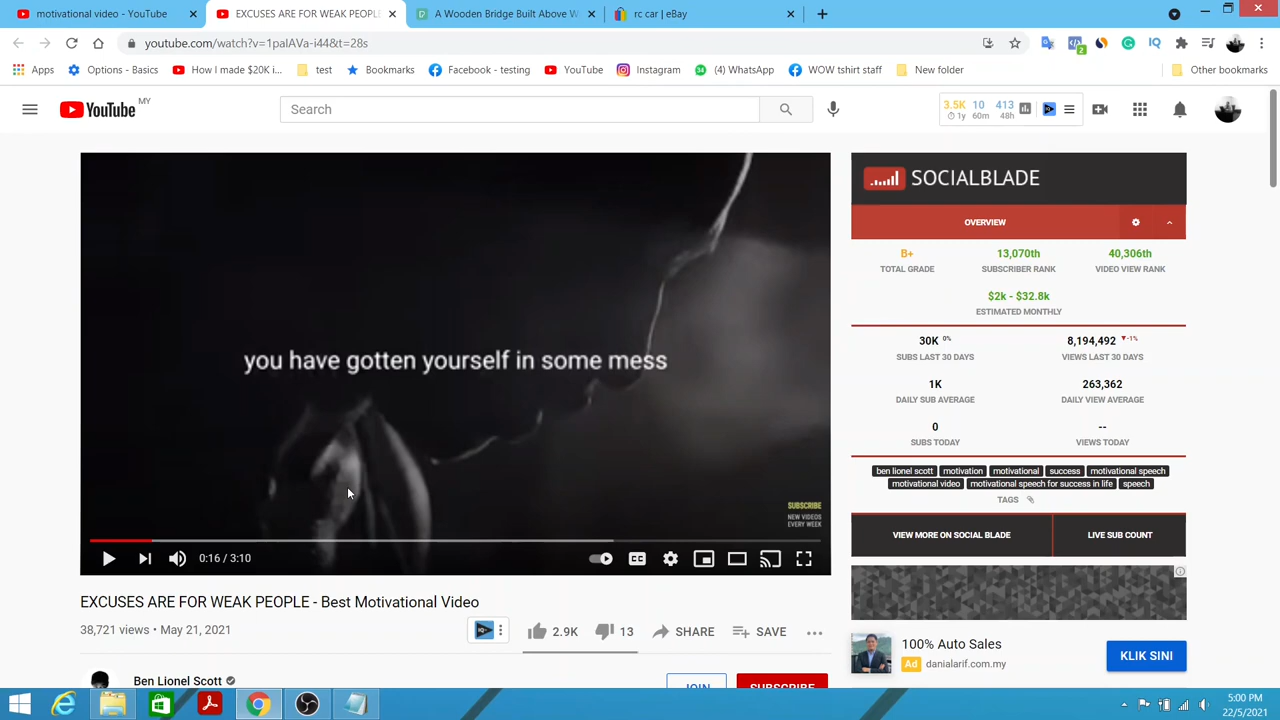 motivational video - YouTube
EXCUSES ARE FOR WEAK PEOPL
A Wooden Bridge Built Above W
rc car | eBay
youtube.com/watch?v=1palAVa-i44&t=28s
2
Apps
Options - Basics
How I made $20K i...
test
Bookmarks
Facebook - testing
YouTube
Instagram
(4) WhatsApp
WOW tshirt staff
New folder
Other bookmarks
YouTube MY
Search
3.5K 10 413
1y 60m 48h
you have gotten yourself in some mess
SUBSCRIBE
NEW VIDEOS
EVERY WEEK
0:16 / 3:10
CC
EXCUSES ARE FOR WEAK PEOPLE - Best Motivational Video
38,721 views • May 21, 2021
2.9K
13
SHARE
SAVE
Ben Lionel Scott
JOIN
SUBSCRIBE
SOCIALBLADE
OVERVIEW
B+
TOTAL GRADE
13,070th
SUBSCRIBER RANK
40,306th
VIDEO VIEW RANK
$2k - $32.8k
ESTIMATED MONTHLY
30K 0%
SUBS LAST 30 DAYS
8,194,492 ▼-1%
VIEWS LAST 30 DAYS
1K
DAILY SUB AVERAGE
263,362
DAILY VIEW AVERAGE
0
SUBS TODAY
--
VIEWS TODAY
ben lionel scott motivation motivational success motivational speech
motivational video motivational speech for success in life speech
TAGS
VIEW MORE ON SOCIAL BLADE
LIVE SUB COUNT
100% Auto Sales
Ad danialarif.com.my
KLIK SINI
5:00 PM
22/5/2021